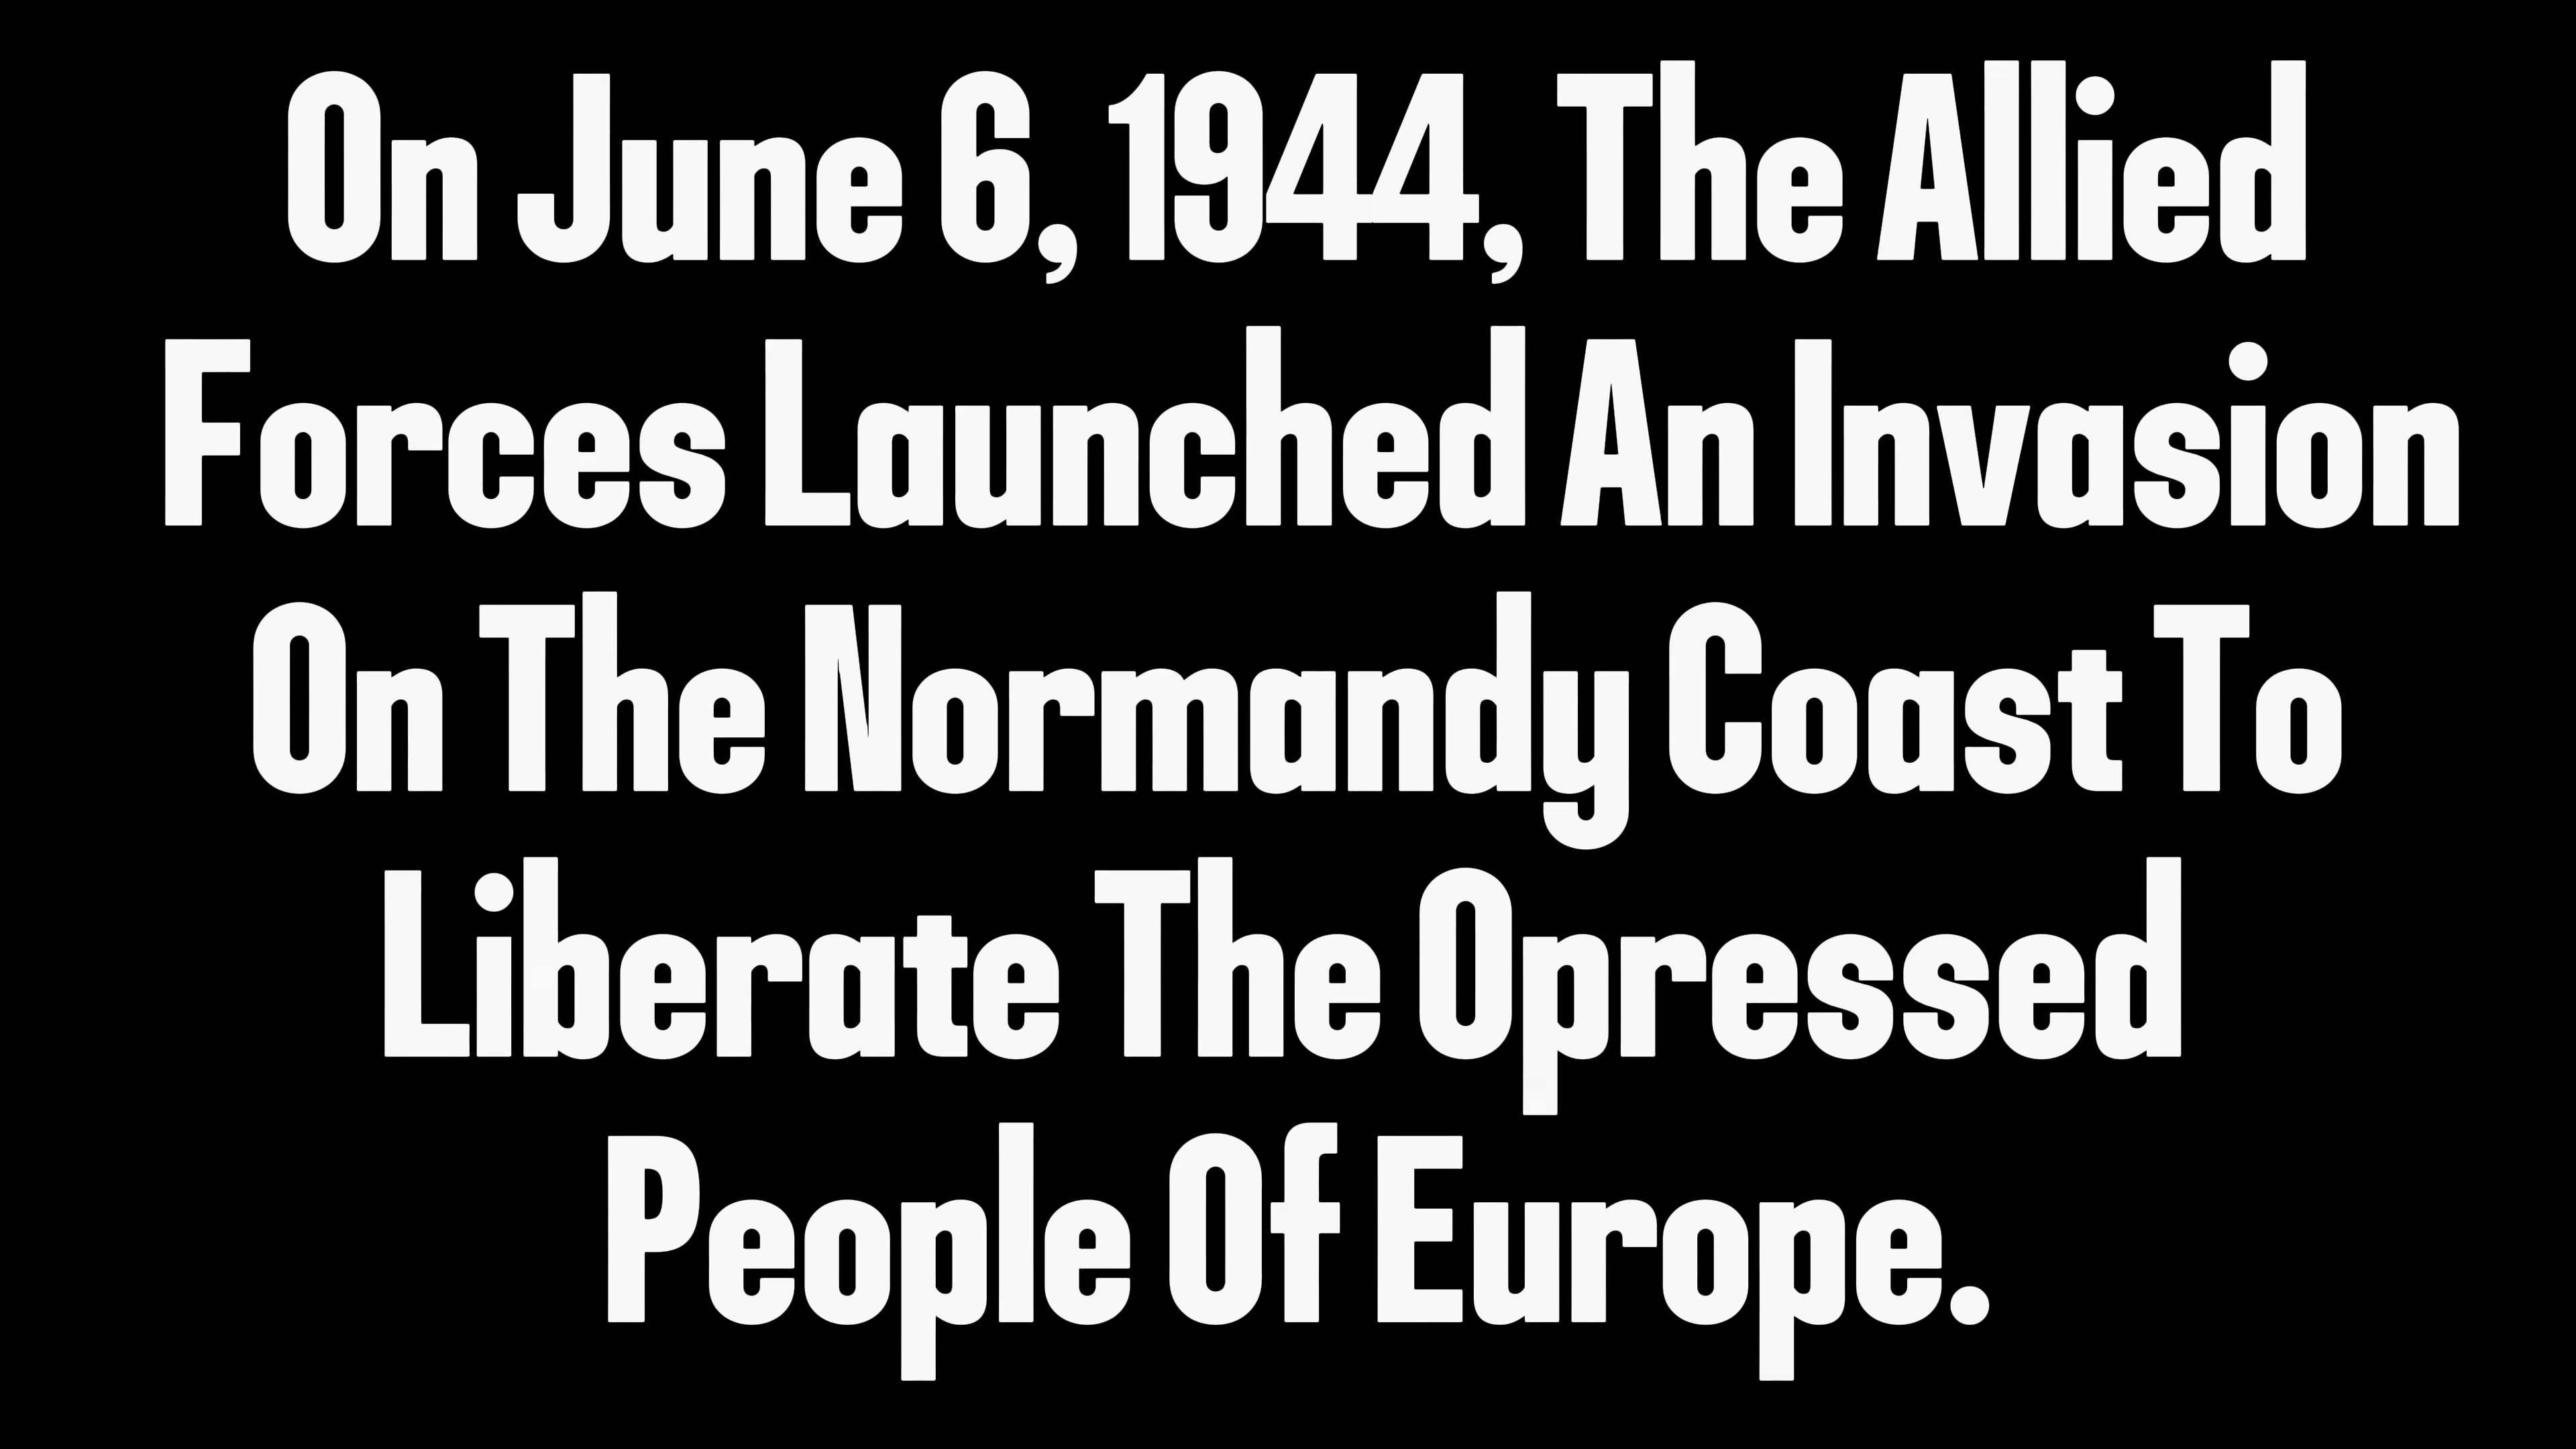 On June 6, 1944, The Allied
Forces Launched An Invasion
On The Normandy Coast To
Liberate The Opressed
People Of Europe.